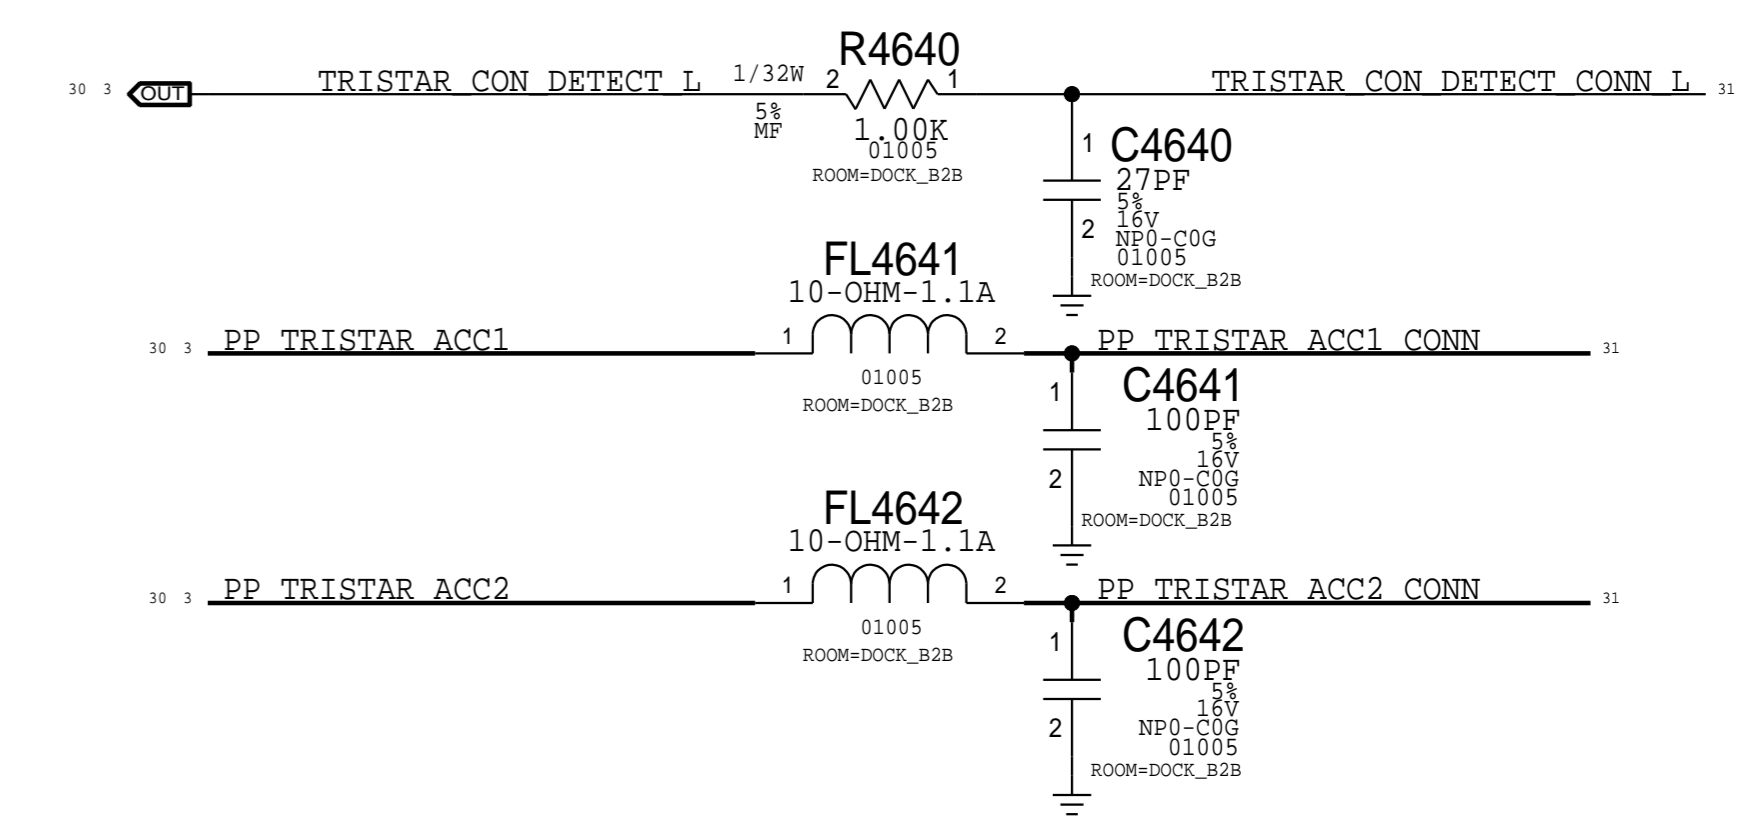 R4640
30 3 OUT TRISTAR_CON_DETECT_L 1/32W 2 1 TRISTAR_CON_DETECT_CONN_L 31
5%
MF
1.00K
01005
ROOM=DOCK_B2B
1 C4640
27PF
5%
16V
2 NP0-C0G
01005
ROOM=DOCK_B2B
FL4641
10-OHM-1.1A
30 3 PP_TRISTAR_ACC1 1 2 PP_TRISTAR_ACC1_CONN 31
01005
ROOM=DOCK_B2B
1 C4641
100PF
5%
16V
2 NP0-C0G
01005
ROOM=DOCK_B2B
FL4642
10-OHM-1.1A
30 3 PP_TRISTAR_ACC2 1 2 PP_TRISTAR_ACC2_CONN 31
01005
ROOM=DOCK_B2B
1 C4642
100PF
5%
16V
2 NP0-C0G
01005
ROOM=DOCK_B2B